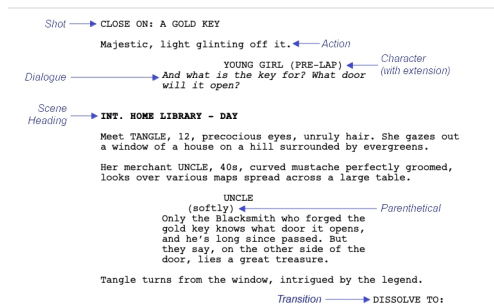 Shot CLOSE ON: A GOLD KEY
Majestic, light glinting off it. Action
YOUNG GIRL (PRE-LAP) Character
(with extension)
Dialogue And what is the key for? What door
will it open?
Scene
Heading INT. HOME LIBRARY - DAY
Meet TANGLE, 12, precocious eyes, unruly hair. She gazes out
a window of a house on a hill surrounded by evergreens.
Her merchant UNCLE, 40s, curved mustache perfectly groomed,
looks over various maps spread across a large table.
UNCLE
(softly) Parenthetical
Only the Blacksmith who forged the
gold key knows what door it opens,
and he's long since passed. But
they say, on the other side of the
door, lies a great treasure.
Tangle turns from the window, intrigued by the legend.
Transition DISSOLVE TO: